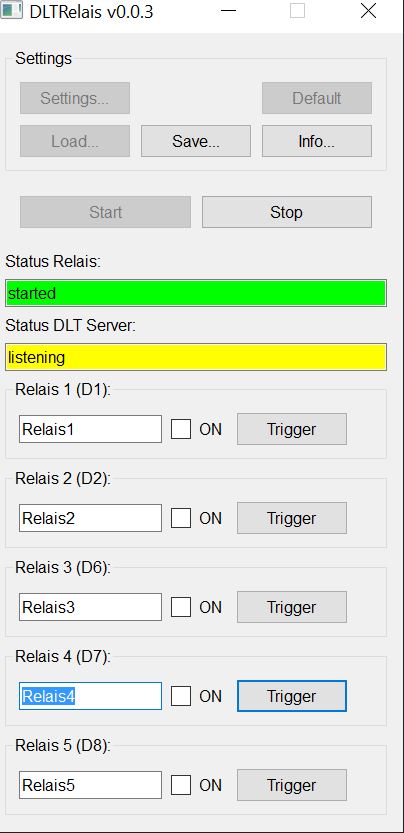 DLTRelais v0.0.3
Settings
Settings... Default
Load... Save... Info...
Start Stop
Status Relais:
started
Status DLT Server:
listening
Relais 1 (D1):
Relais1 ON Trigger
Relais 2 (D2):
Relais2 ON Trigger
Relais 3 (D6):
Relais3 ON Trigger
Relais 4 (D7):
Relais4 ON Trigger
Relais 5 (D8):
Relais5 ON Trigger